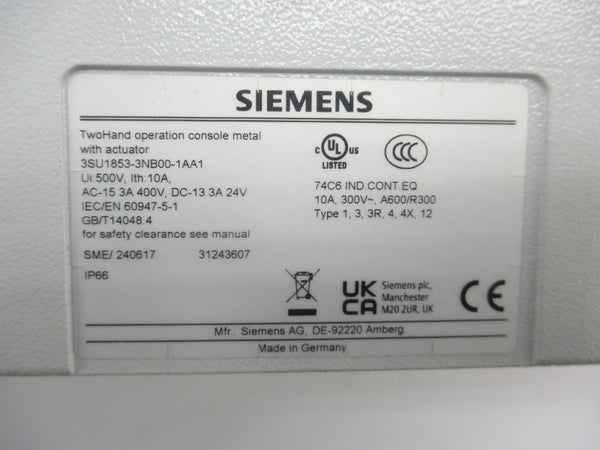 SIEMENS
TwoHand operation console metal
with actuator
3SU1853-3NB00-1AA1
Ui:500V, Ith:10A,
AC-15 3A 400V, DC-13 3A 24V
IEC/EN 60947-5-1
GB/T14048.4
for safety clearance see manual
SME/ 240617 31243607
IP66
C UL US
LISTED
CCC
74C6 IND.CONT.EQ
10A, 300V~, A600/R300
Type 1, 3, 3R, 4, 4X, 12
UK
CA
Siemens plc,
Manchester
M20 2UR, UK
CE
Mfr.: Siemens AG, DE-92220 Amberg
Made in Germany